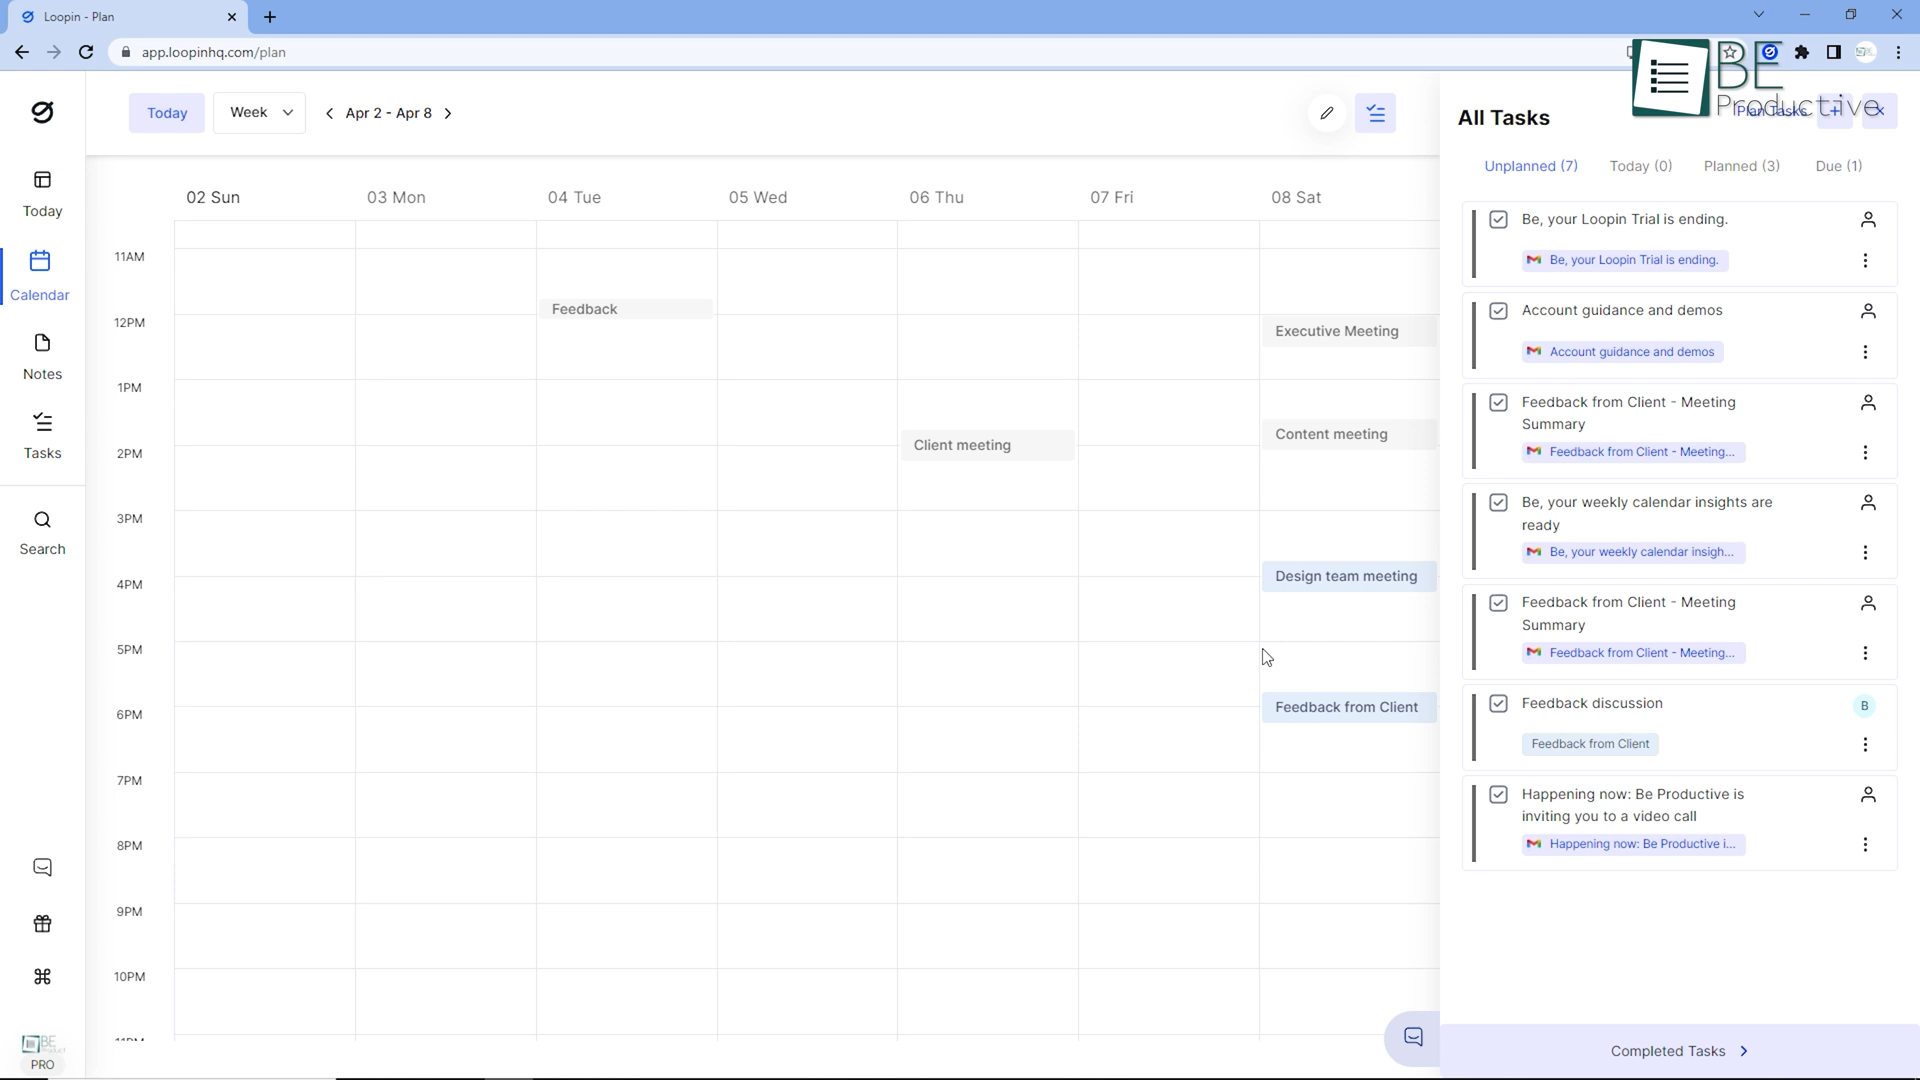 Loopin - Plan
app.loopinhq.com/plan
BE
Productive
Today
Week
Apr 2 - Apr 8
All Tasks
Plan Tasks
Unplanned (7)
Today (0)
Planned (3)
Due (1)
Today
Calendar
Notes
Tasks
Search
PRO
02 Sun
03 Mon
04 Tue
05 Wed
06 Thu
07 Fri
08 Sat
11AM
12PM
1PM
2PM
3PM
4PM
5PM
6PM
7PM
8PM
9PM
10PM
Feedback
Client meeting
Executive Meeting
Content meeting
Design team meeting
Feedback from Client
Be, your Loopin Trial is ending.
Be, your Loopin Trial is ending.
Account guidance and demos
Account guidance and demos
Feedback from Client - Meeting
Summary
Feedback from Client - Meeting...
Be, your weekly calendar insights are
ready
Be, your weekly calendar insigh...
Feedback from Client - Meeting
Summary
Feedback from Client - Meeting...
Feedback discussion
B
Feedback from Client
Happening now: Be Productive is
inviting you to a video call
Happening now: Be Productive i...
Completed Tasks